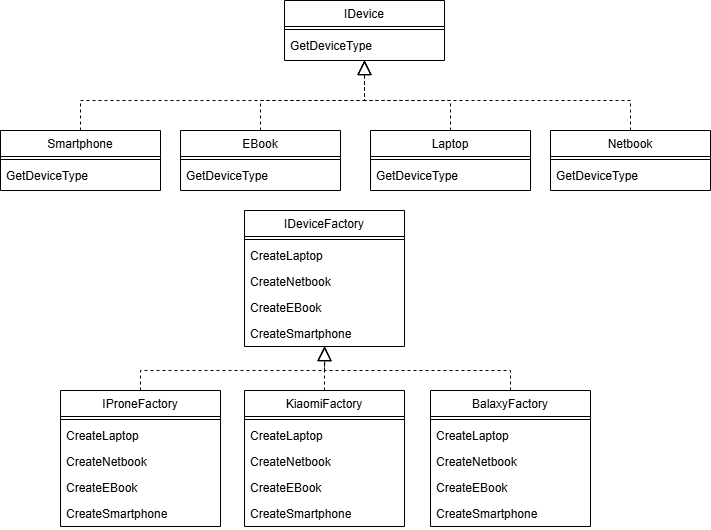 IDevice
GetDeviceType
Smartphone
GetDeviceType
EBook
GetDeviceType
Laptop
GetDeviceType
Netbook
GetDeviceType
IDeviceFactory
CreateLaptop
CreateNetbook
CreateEBook
CreateSmartphone
IProneFactory
CreateLaptop
CreateNetbook
CreateEBook
CreateSmartphone
KiaomiFactory
CreateLaptop
CreateNetbook
CreateEBook
CreateSmartphone
BalaxyFactory
CreateLaptop
CreateNetbook
CreateEBook
CreateSmartphone